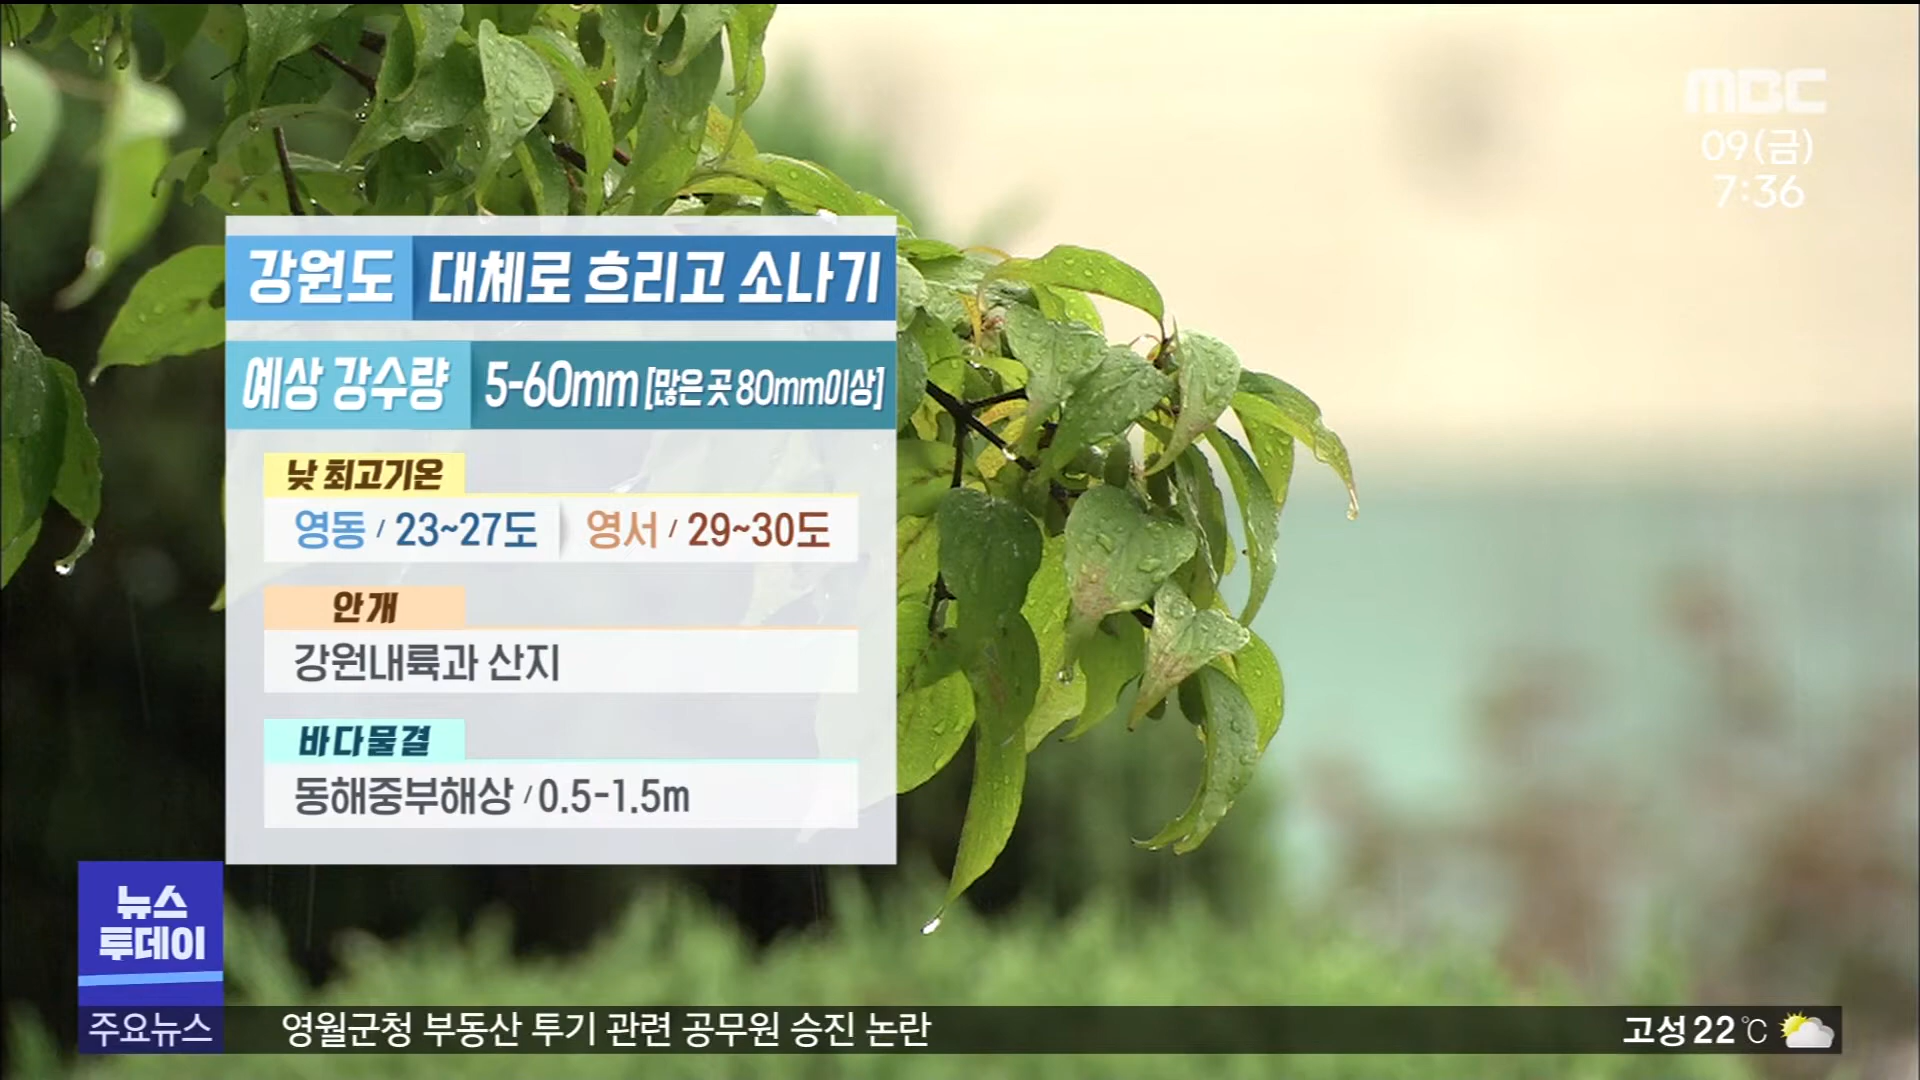 MBC
09(금)
7:36
강원도 대체로 흐리고 소나기
예상 강수량 5-60mm [많은 곳 80mm이상]
낮 최고기온
영동 / 23~27도 영서 / 29~30도
안개
강원내륙과 산지
바다물결
동해중부해상 / 0.5-1.5m
뉴스
투데이
주요뉴스 영월군청 부동산 투기 관련 공무원 승진 논란 고성 22℃